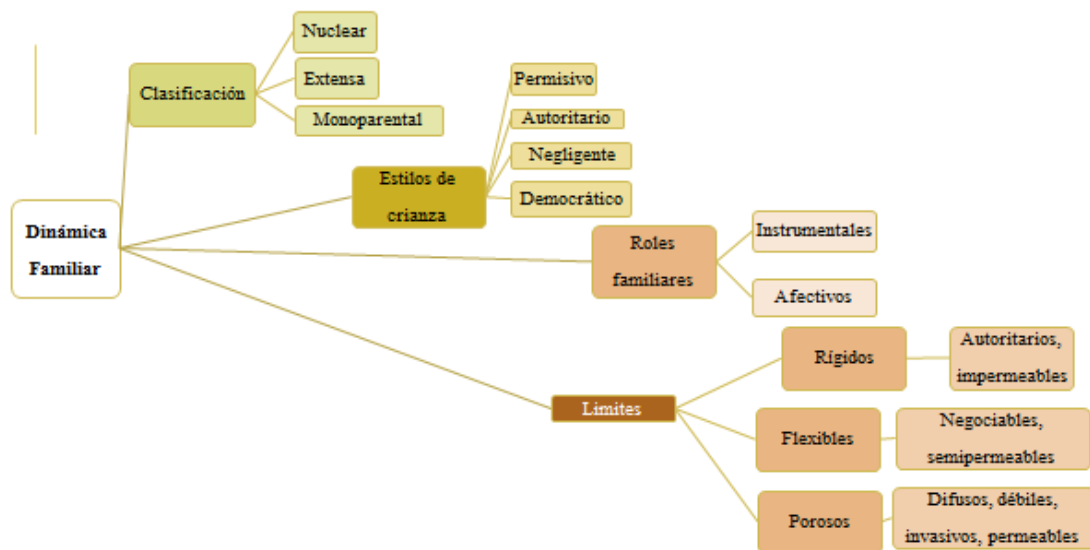 Dinámica
Familiar
Clasificación
Nuclear
Extensa
Monoparental
Estilos de
crianza
Permisivo
Autoritario
Negligente
Democrático
Roles
familiares
Instrumentales
Afectivos
Limites
Rígidos
Autoritarios,
impermeables
Flexibles
Negociables,
semipermeables
Porosos
Difusos, débiles,
invasivos, permeables